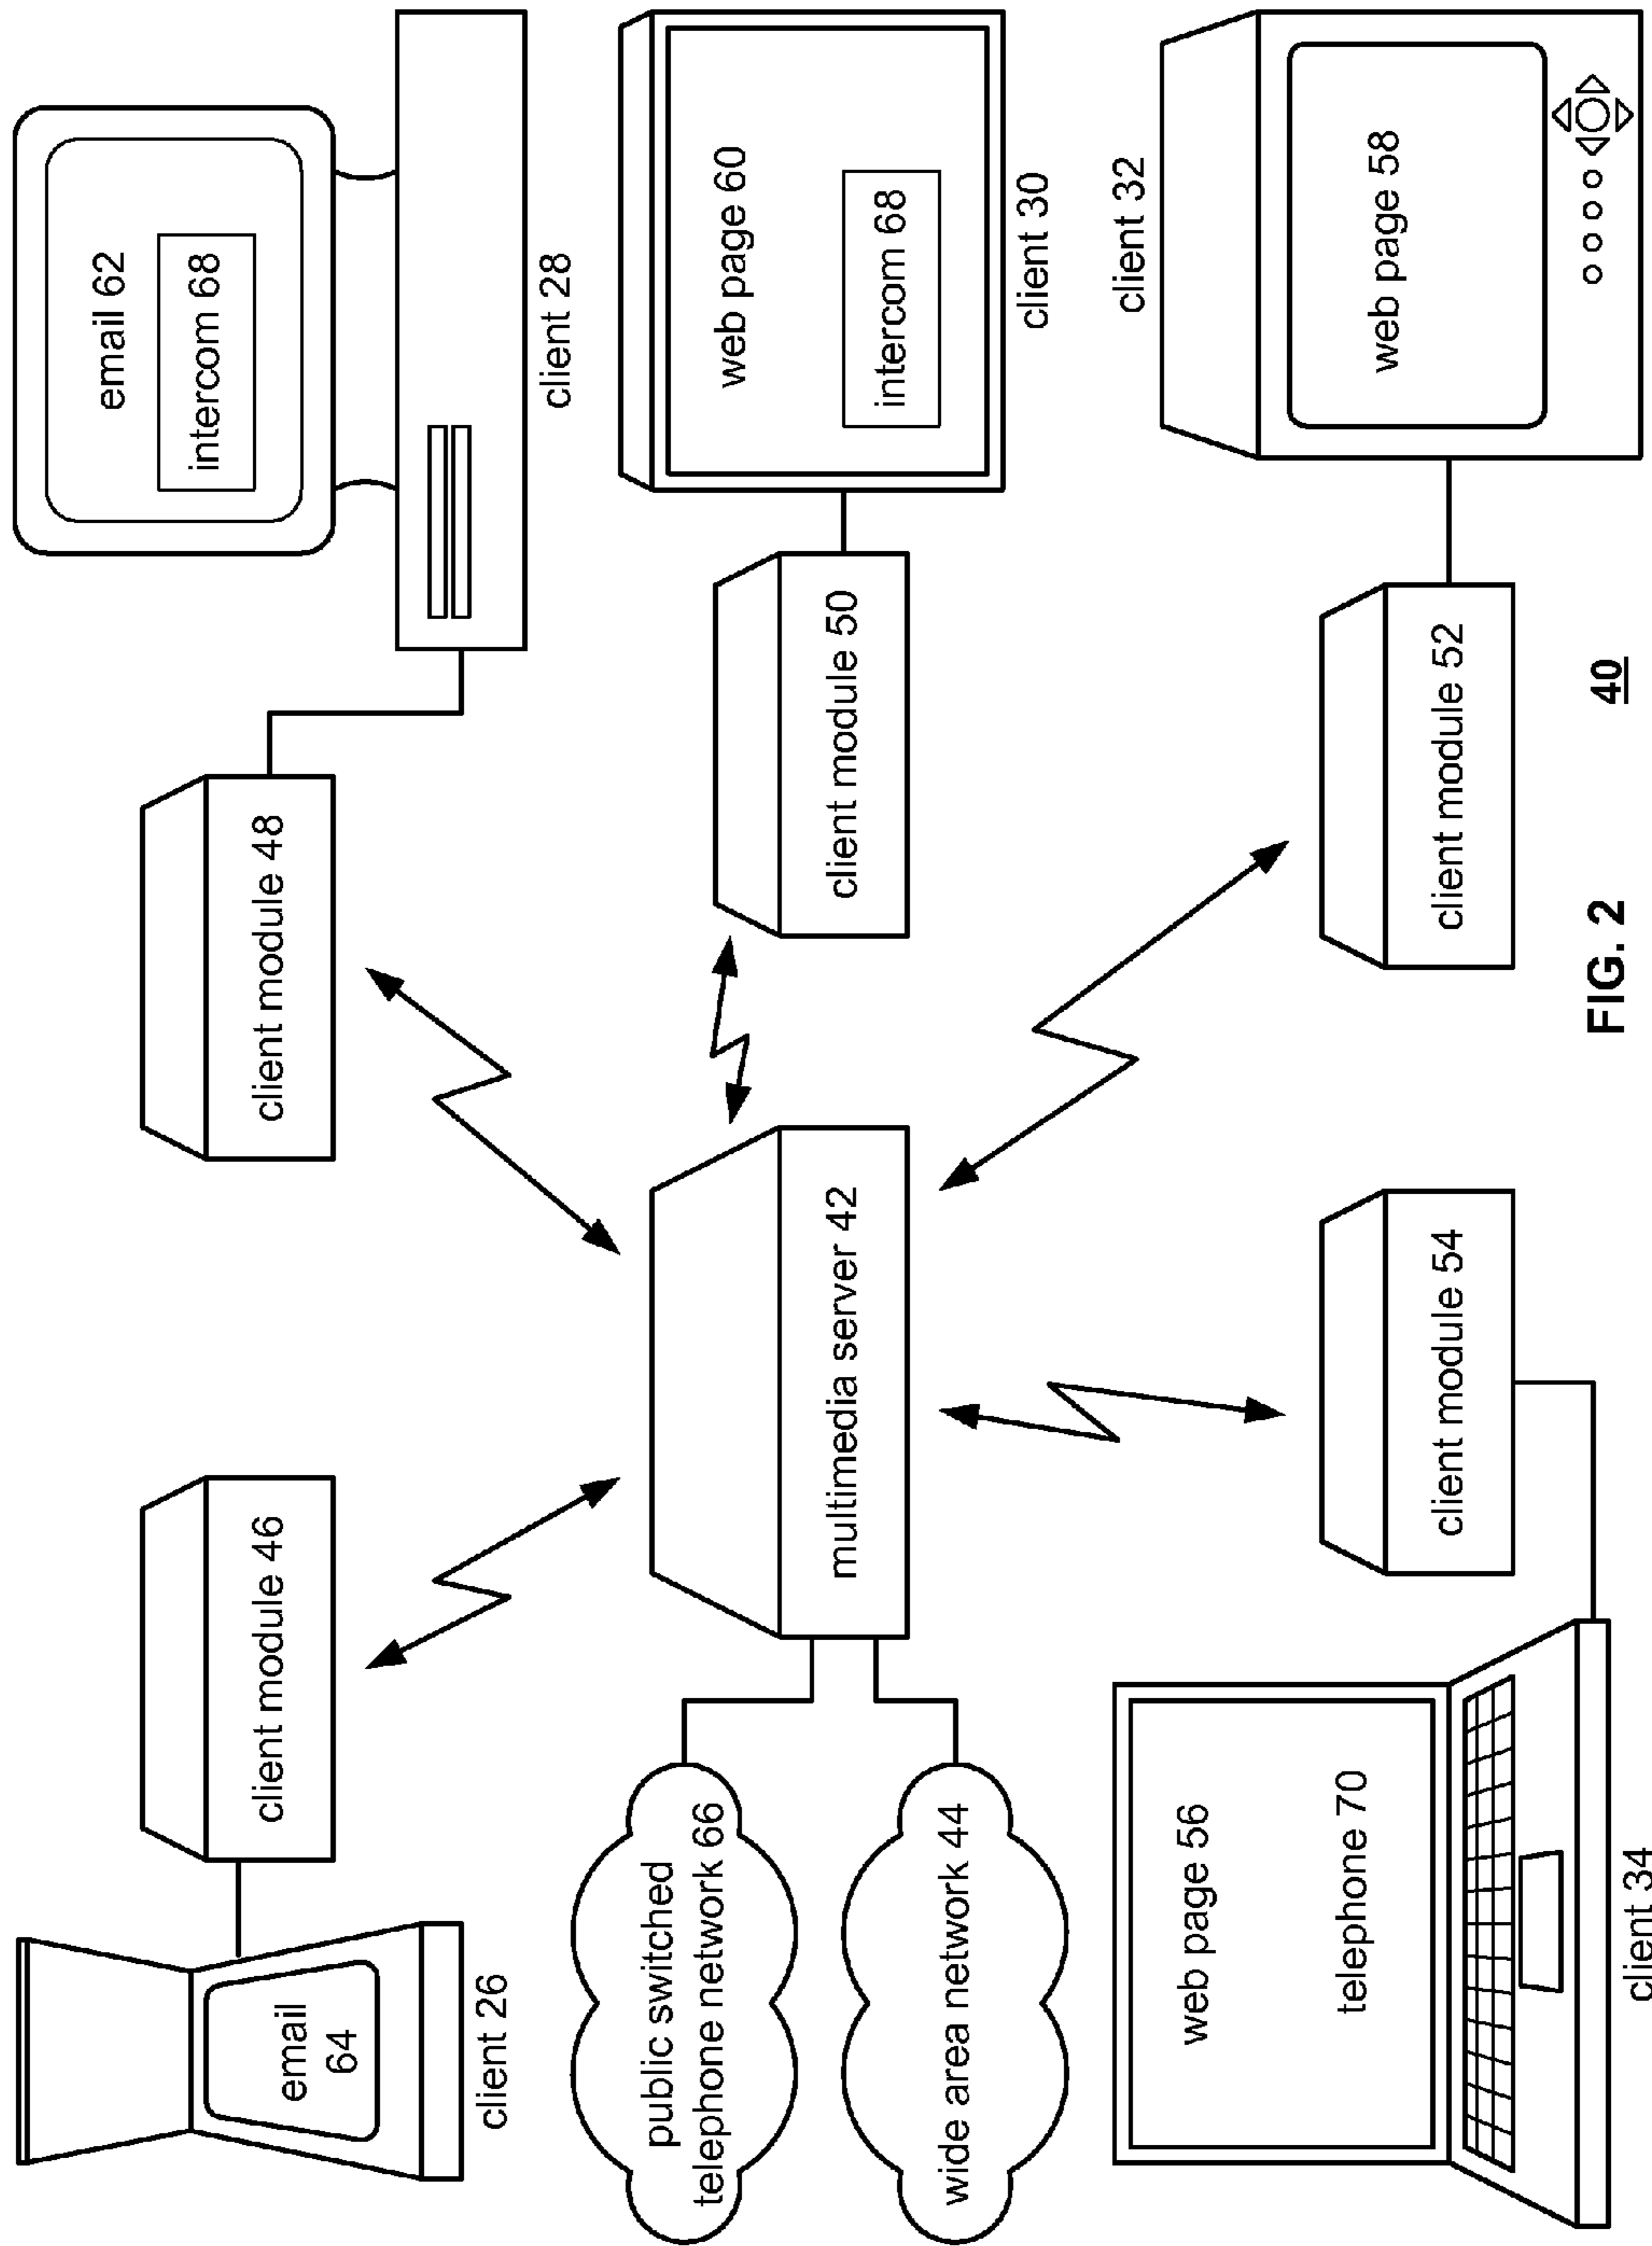 email
64
client 26
client module 46
client module 48
email 62
intercom 68
client 28
public switched
telephone network 66
wide area network 44
multimedia server 42
client module 50
web page 60
intercom 68
client 30
web page 56
telephone 70
client 34
client module 54
client module 52
client 32
web page 58
FIG. 2
40